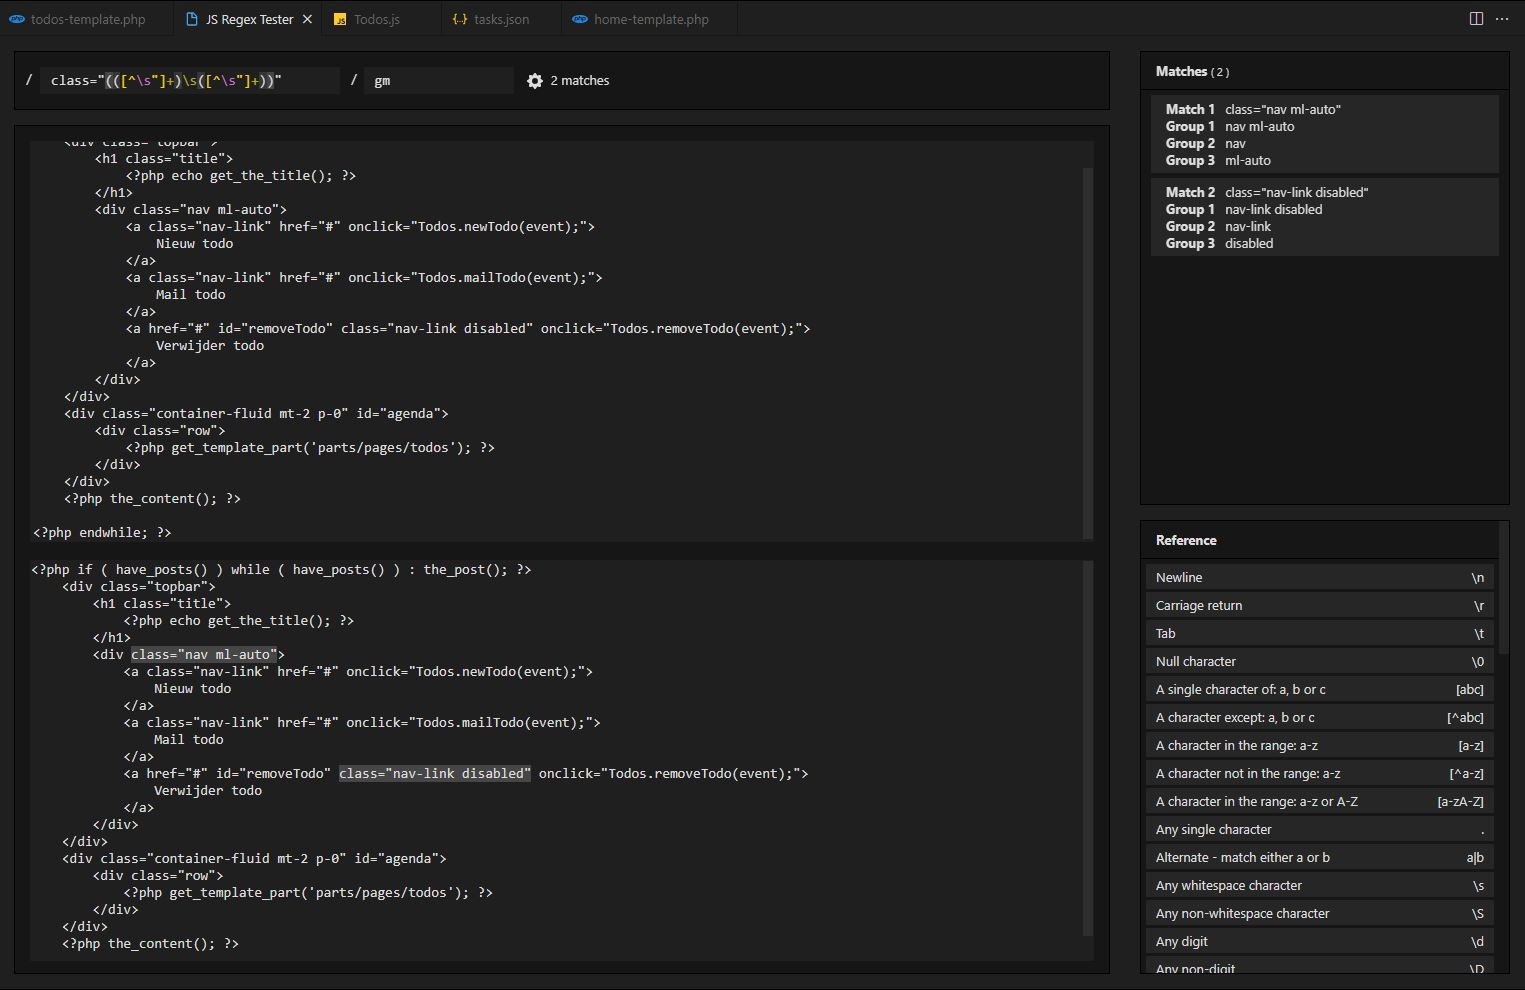 todos-template.php JS Regex Tester Todos.js tasks.json home-template.php
/ class="(([^\s"]+)\s([^\s"]+))" / gm 2 matches
<div class="topbar">
<h1 class="title">
<?php echo get_the_title(); ?>
</h1>
<div class="nav ml-auto">
<a class="nav-link" href="#" onclick="Todos.newTodo(event);">
Nieuw todo
</a>
<a class="nav-link" href="#" onclick="Todos.mailTodo(event);">
Mail todo
</a>
<a href="#" id="removeTodo" class="nav-link disabled" onclick="Todos.removeTodo(event);">
Verwijder todo
</a>
</div>
</div>
<div class="container-fluid mt-2 p-0" id="agenda">
<div class="row">
<?php get_template_part('parts/pages/todos'); ?>
</div>
</div>
<?php the_content(); ?>
<?php endwhile; ?>
<?php if ( have_posts() ) while ( have_posts() ) : the_post(); ?>
<div class="topbar">
<h1 class="title">
<?php echo get_the_title(); ?>
</h1>
<div class="nav ml-auto">
<a class="nav-link" href="#" onclick="Todos.newTodo(event);">
Nieuw todo
</a>
<a class="nav-link" href="#" onclick="Todos.mailTodo(event);">
Mail todo
</a>
<a href="#" id="removeTodo" class="nav-link disabled" onclick="Todos.removeTodo(event);">
Verwijder todo
</a>
</div>
</div>
<div class="container-fluid mt-2 p-0" id="agenda">
<div class="row">
<?php get_template_part('parts/pages/todos'); ?>
</div>
</div>
<?php the_content(); ?>
Matches ( 2 )
Match 1 class="nav ml-auto"
Group 1 nav ml-auto
Group 2 nav
Group 3 ml-auto
Match 2 class="nav-link disabled"
Group 1 nav-link disabled
Group 2 nav-link
Group 3 disabled
Reference
Newline \n
Carriage return \r
Tab \t
Null character \0
A single character of: a, b or c [abc]
A character except: a, b or c [^abc]
A character in the range: a-z [a-z]
A character not in the range: a-z [^a-z]
A character in the range: a-z or A-Z [a-zA-Z]
Any single character .
Alternate - match either a or b a|b
Any whitespace character \s
Any non-whitespace character \S
Any digit \d
Any non-digit \D